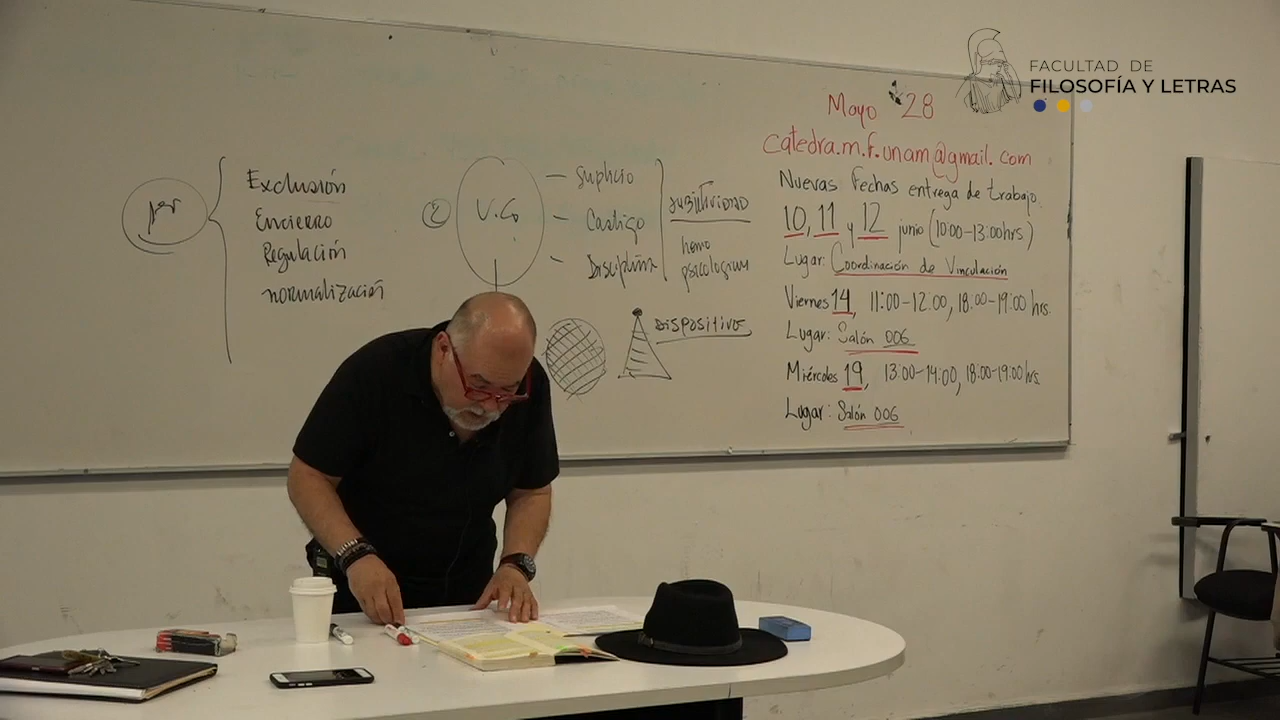 FACULTAD DE
FILOSOFÍA Y LETRAS
Mayo 28
catedra.m.f.unam@gmail.com
Nuevas Fechas entrega de trabajo
10, 11 y 12 junio (10:00-13:00hrs)
Lugar: Coordinación de Vinculación
Viernes 14, 11:00-12:00, 18:00-19:00 hrs.
Lugar: Salón 006
Miércoles 19, 13:00-14:00, 18:00-19:00hrs.
Lugar: Salón 006
Exclusión
Encierro
Regulación
normalización
2
V.Co
— Suplicio
— Castigo
— Disciplina
subjetividad
homo
psicologicum
Dispositivo